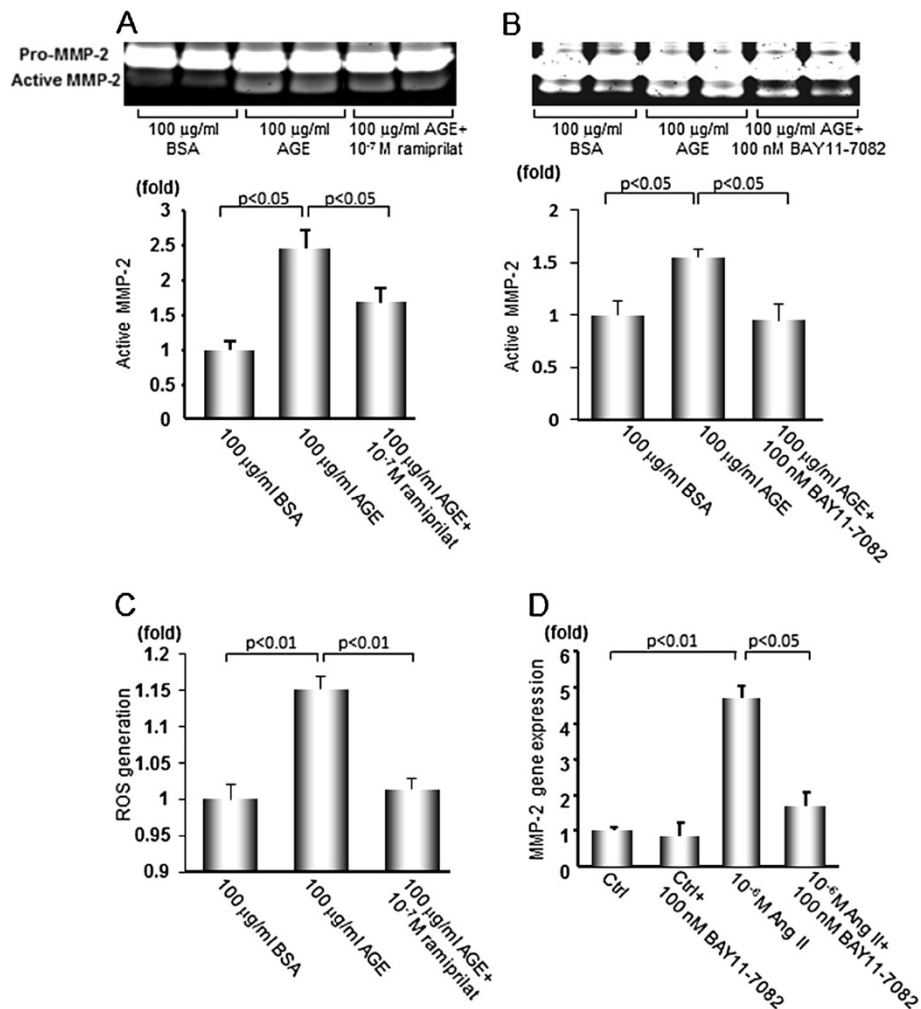 A
Pro-MMP-2
Active MMP-2
100 μg/ml
BSA
100 μg/ml
AGE
100 μg/ml AGE+
10⁻⁷ M ramiprilat
(fold)
p<0.05
p<0.05
3
2.5
2
1.5
1
0.5
0
Active MMP-2
100 μg/ml BSA
100 μg/ml AGE
100 μg/ml AGE+
10⁻⁷M ramiprilat
B
100 μg/ml
BSA
100 μg/ml
AGE
100 μg/ml AGE+
100 nM BAY11-7082
(fold)
p<0.05
p<0.05
2
1.5
1
0.5
0
Active MMP-2
100 μg/ml BSA
100 μg/ml AGE
100 μg/ml AGE+
100 nM BAY11-7082
C
(fold)
p<0.01
p<0.01
1.2
1.15
1.1
1.05
1
0.95
0.9
ROS generation
100 μg/ml BSA
100 μg/ml AGE
100 μg/ml AGE+
10⁻⁷M ramiprilat
D
(fold)
p<0.01
p<0.05
6
5
4
2
1
0
MMP-2 gene expression
Ctrl
Ctrl+
100 nM BAY11-7082
10⁻⁶M Ang II
10⁻⁶M Ang II+
100 nM BAY11-7082